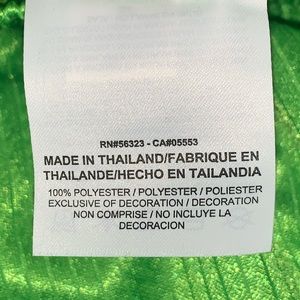 RN#56323 - CA#05553
MADE IN THAILAND/FABRIQUE EN
THAILANDE/HECHO EN TAILANDIA
100% POLYESTER / POLYESTER / POLIESTER
EXCLUSIVE OF DECORATION / DECORATION
NON COMPRISE / NO INCLUYE LA
DECORACION